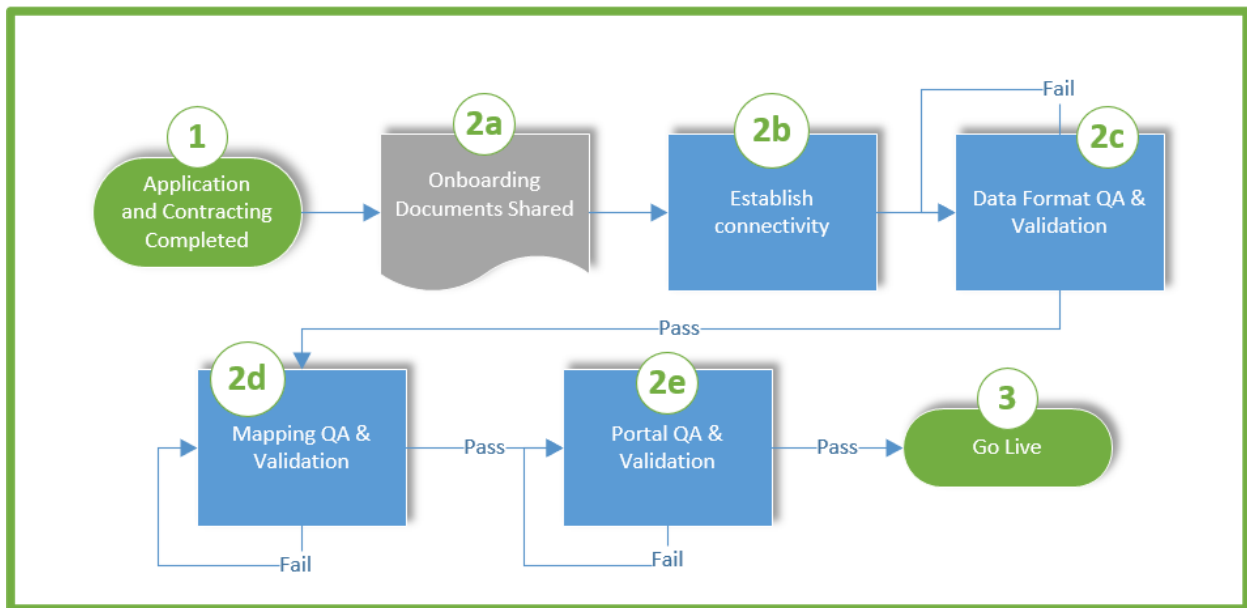 1
Application
and Contracting
Completed
2a
Onboarding
Documents Shared
2b
Establish
connectivity
Fail
2c
Data Format QA &
Validation
Pass
2d
Mapping QA &
Validation
Fail
Pass
2e
Portal QA &
Validation
Fail
Pass
3
Go Live